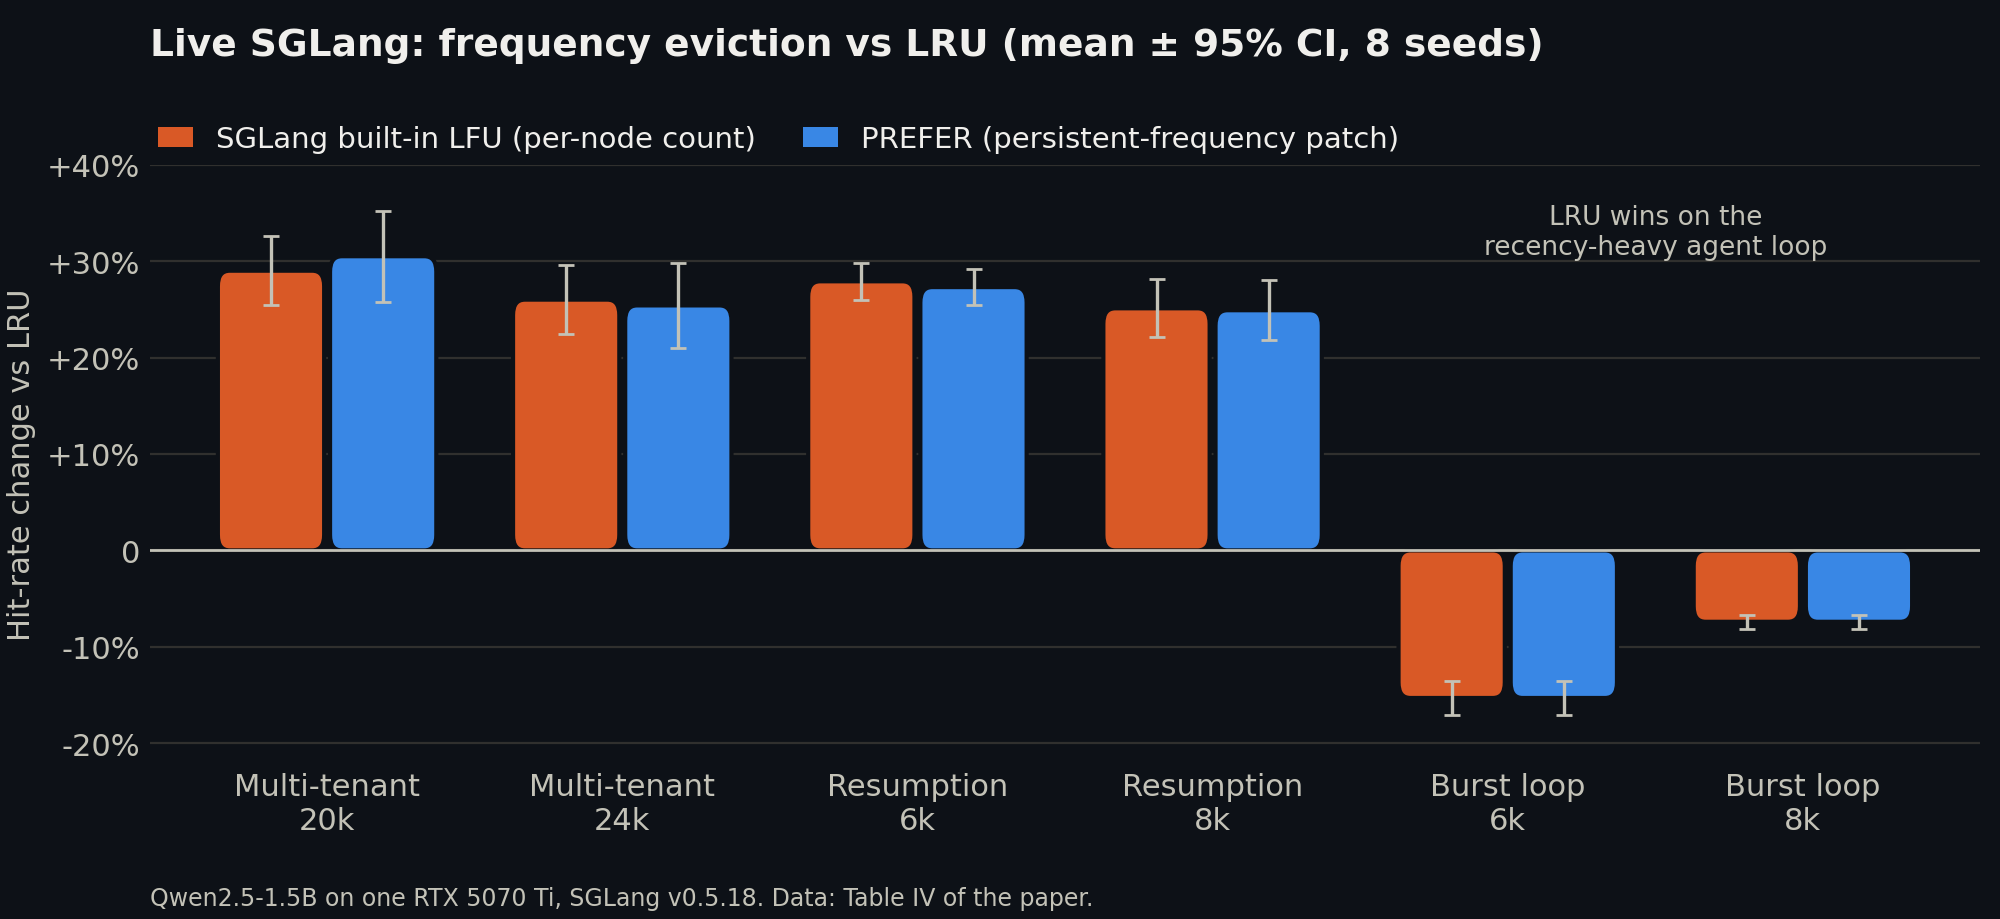 Live SGLang: frequency eviction vs LRU (mean ± 95% CI, 8 seeds)
SGLang built-in LFU (per-node count)
PREFER (persistent-frequency patch)
Hit-rate change vs LRU
+40%
+30%
+20%
+10%
0
-10%
-20%
LRU wins on the
recency-heavy agent loop
Multi-tenant
20k
Multi-tenant
24k
Resumption
6k
Resumption
8k
Burst loop
6k
Burst loop
8k
Qwen2.5-1.5B on one RTX 5070 Ti, SGLang v0.5.18. Data: Table IV of the paper.